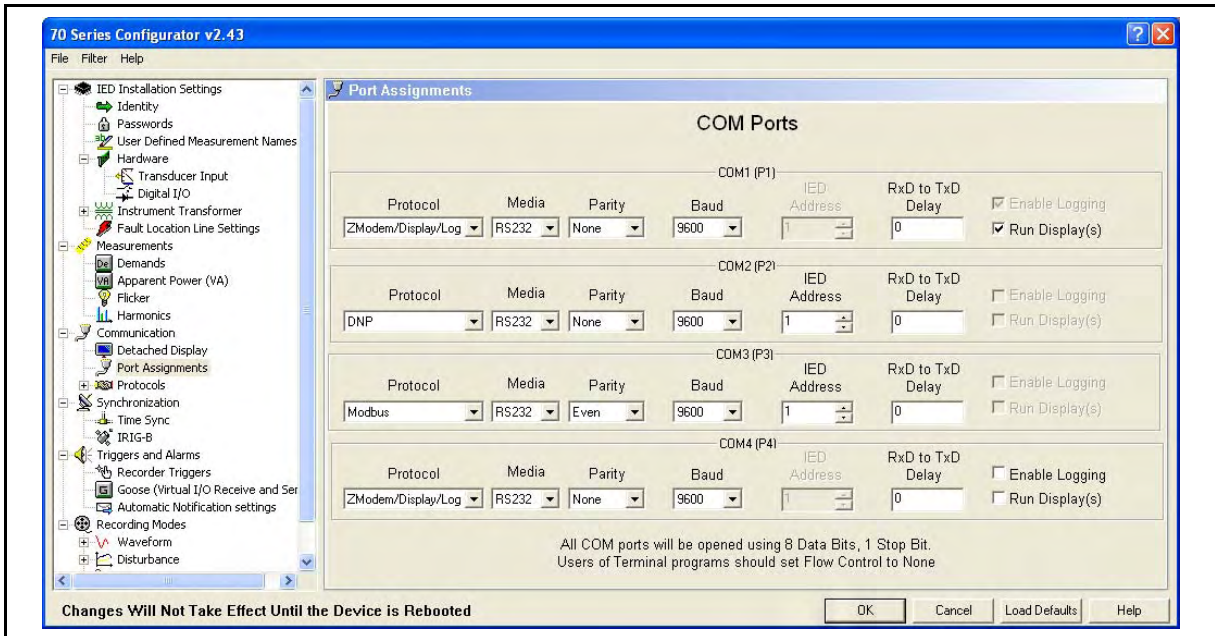 70 Series Configurator v2.43
File Filter Help
IED Installation Settings
Identity
Passwords
User Defined Measurement Names
Hardware
Transducer Input
Digital I/O
Instrument Transformer
Fault Location Line Settings
Measurements
De Demands
VA Apparent Power (VA)
Flicker
Harmonics
Communication
Detached Display
Port Assignments
Protocols
Synchronization
Time Sync
IRIG-B
Triggers and Alarms
Recorder Triggers
G Goose (Virtual I/O Receive and Ser
Automatic Notification settings
Recording Modes
Waveform
Disturbance
Port Assignments
COM Ports
COM1 (P1)
Protocol Media Parity Baud IED Address RxD to TxD Delay Enable Logging
ZModem/Display/Log RS232 None 9600 1 0 Run Display(s)
COM2 (P2)
Protocol Media Parity Baud IED Address RxD to TxD Delay Enable Logging
DNP RS232 None 9600 1 0 Run Display(s)
COM3 (P3)
Protocol Media Parity Baud IED Address RxD to TxD Delay Enable Logging
Modbus RS232 Even 9600 1 0 Run Display(s)
COM4 (P4)
Protocol Media Parity Baud IED Address RxD to TxD Delay Enable Logging
ZModem/Display/Log RS232 None 9600 1 0 Run Display(s)
All COM ports will be opened using 8 Data Bits, 1 Stop Bit.
Users of Terminal programs should set Flow Control to None
Changes Will Not Take Effect Until the Device is Rebooted
OK Cancel Load Defaults Help